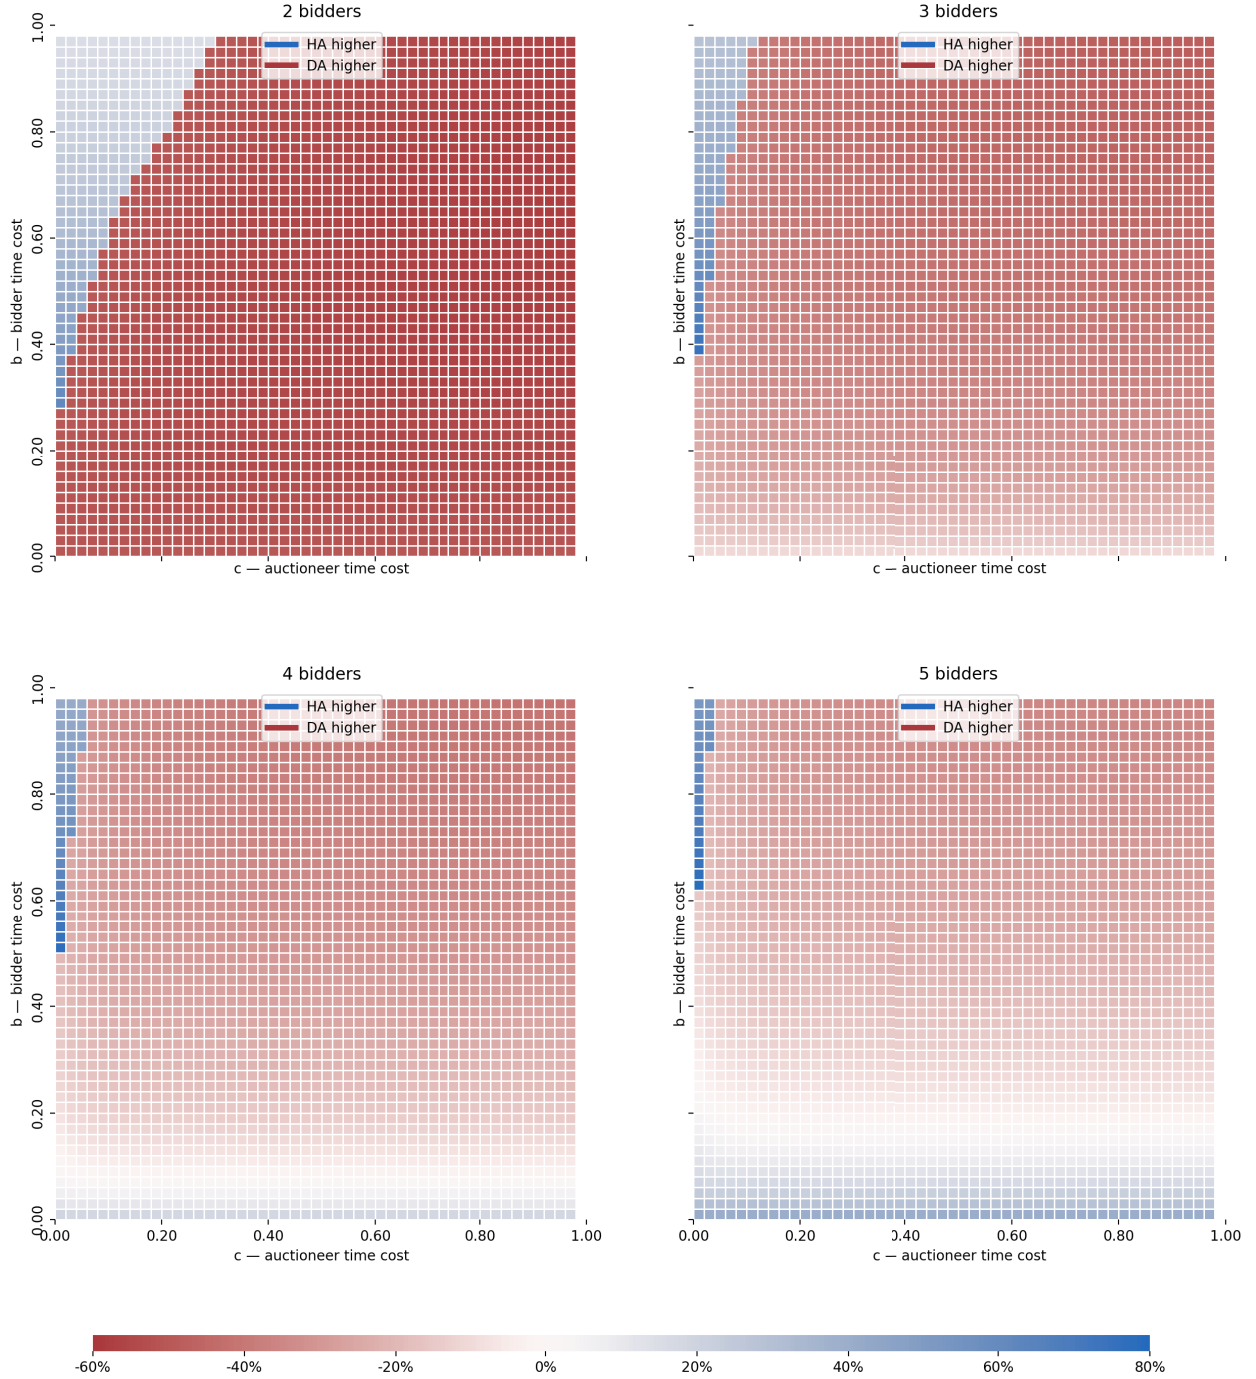 2 bidders
HA higher
DA higher
1.00
0.80
0.60
0.40
0.20
0.00
b — bidder time cost
c — auctioneer time cost
3 bidders
HA higher
DA higher
b — bidder time cost
c — auctioneer time cost
4 bidders
HA higher
DA higher
1.00
0.80
0.60
0.40
0.20
0.00
b — bidder time cost
0.00 0.20 0.40 0.60 0.80 1.00
c — auctioneer time cost
5 bidders
HA higher
DA higher
b — bidder time cost
0.00 0.20 0.40 0.60 0.80 1.00
c — auctioneer time cost
-60% -40% -20% 0% 20% 40% 60% 80%